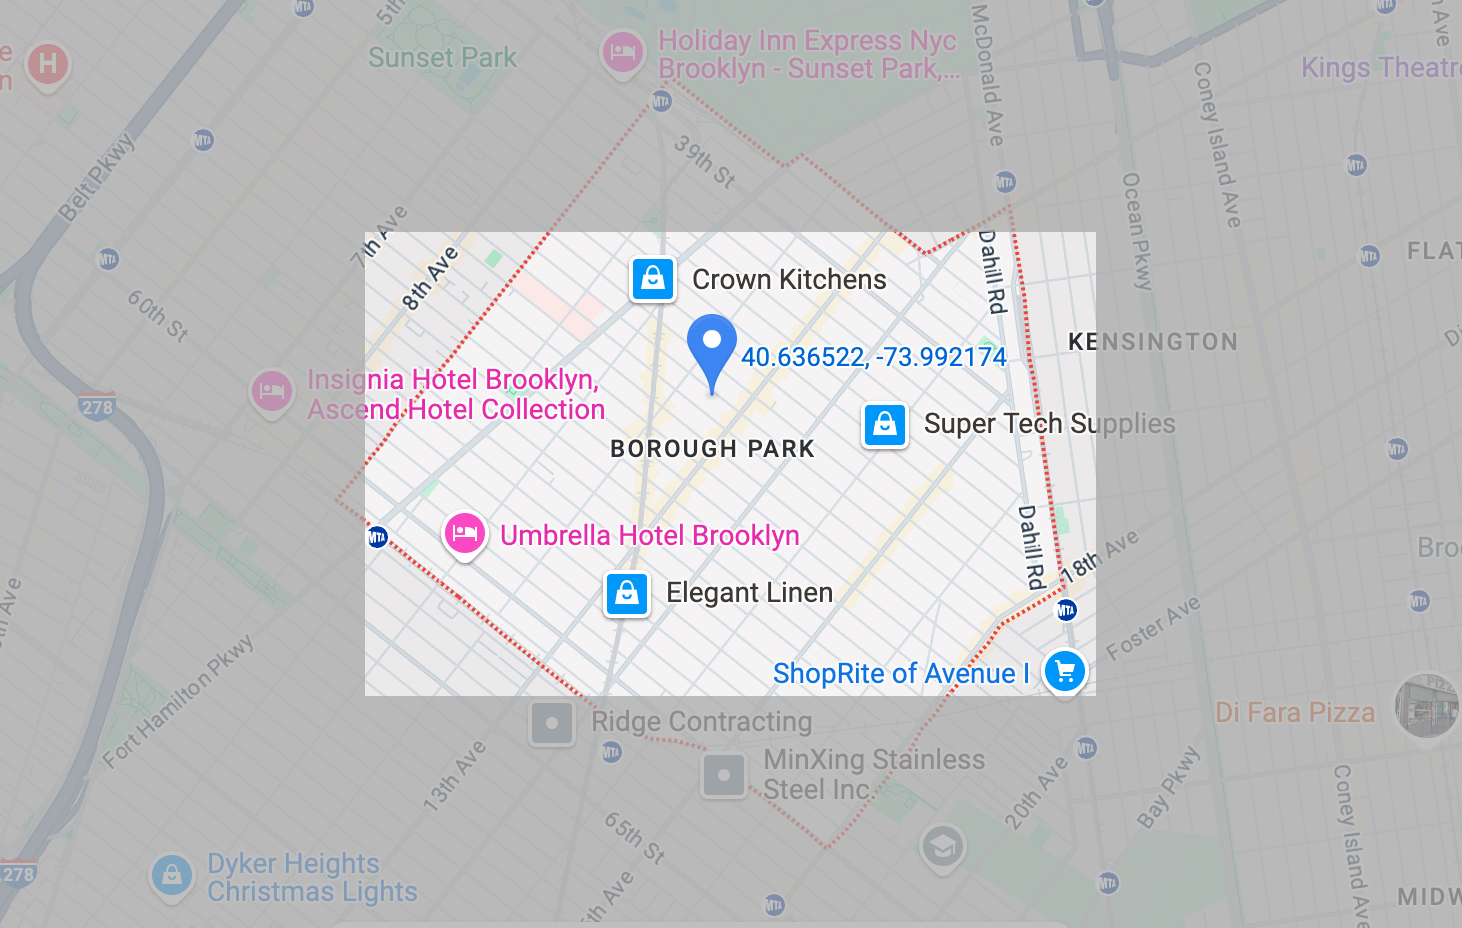 5th
Sunset Park
Holiday Inn Express Nyc
Brooklyn - Sunset Park,...
McDonald Ave
Kings Theatre
H
MTA
39th St
Belt Pkwy
Coney Island Ave
Ocean Pkwy
7th Ave
8th Ave
60th St
Dahill Rd
FLAT
Crown Kitchens
KENSINGTON
40.636522, -73.992174
Insignia Hotel Brooklyn,
Ascend Hotel Collection
278
Super Tech Supplies
BOROUGH PARK
Umbrella Hotel Brooklyn
Dahill Rd
18th Ave
Elegant Linen
Foster Ave
Fort Hamilton Pkwy
ShopRite of Avenue I
Di Fara Pizza
Ridge Contracting
13th Ave
MinXing Stainless
Steel Inc.
20th Ave
Bay Pkwy
65th St
Coney Island Ave
Dyker Heights
Christmas Lights
278
MIDW